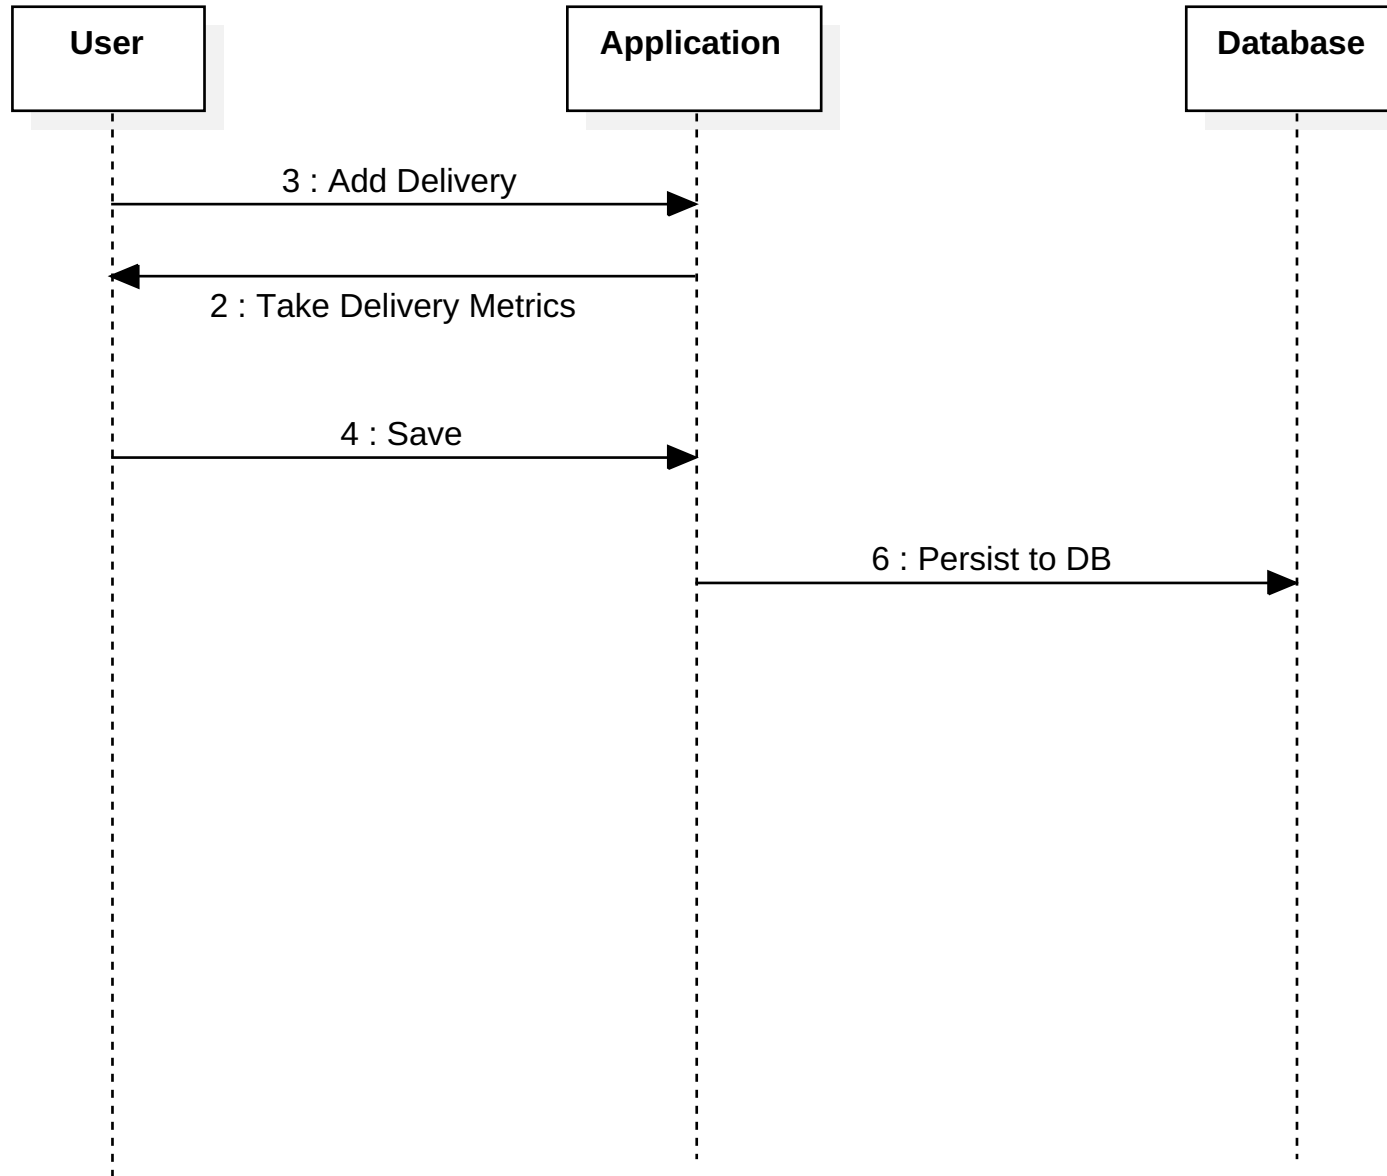 User
Application
Database
3 : Add Delivery
2 : Take Delivery Metrics
4 : Save
6 : Persist to DB